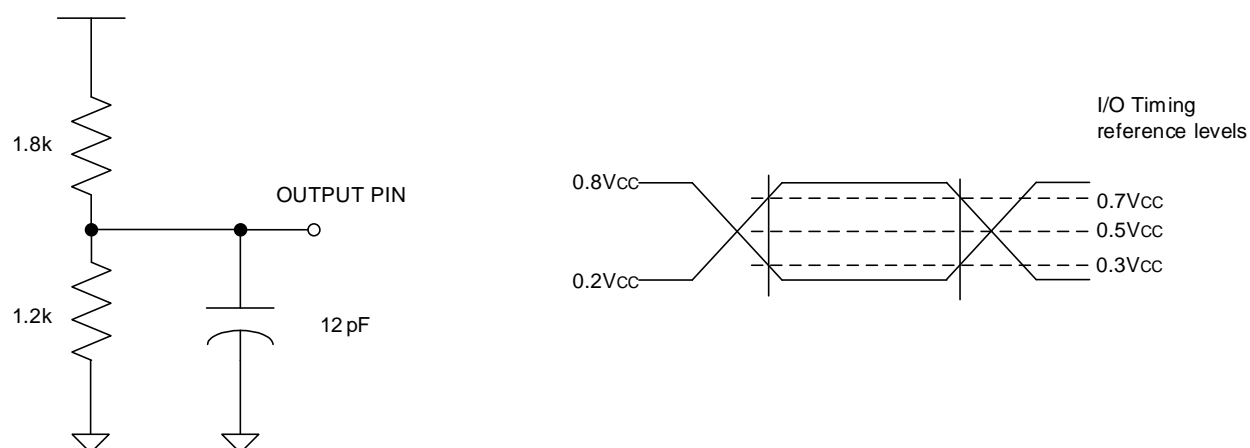 1.8k
OUTPUT PIN
1.2k
12 pF
I/O Timing
reference levels
0.8VCC
0.7VCC
0.5VCC
0.2VCC
0.3VCC